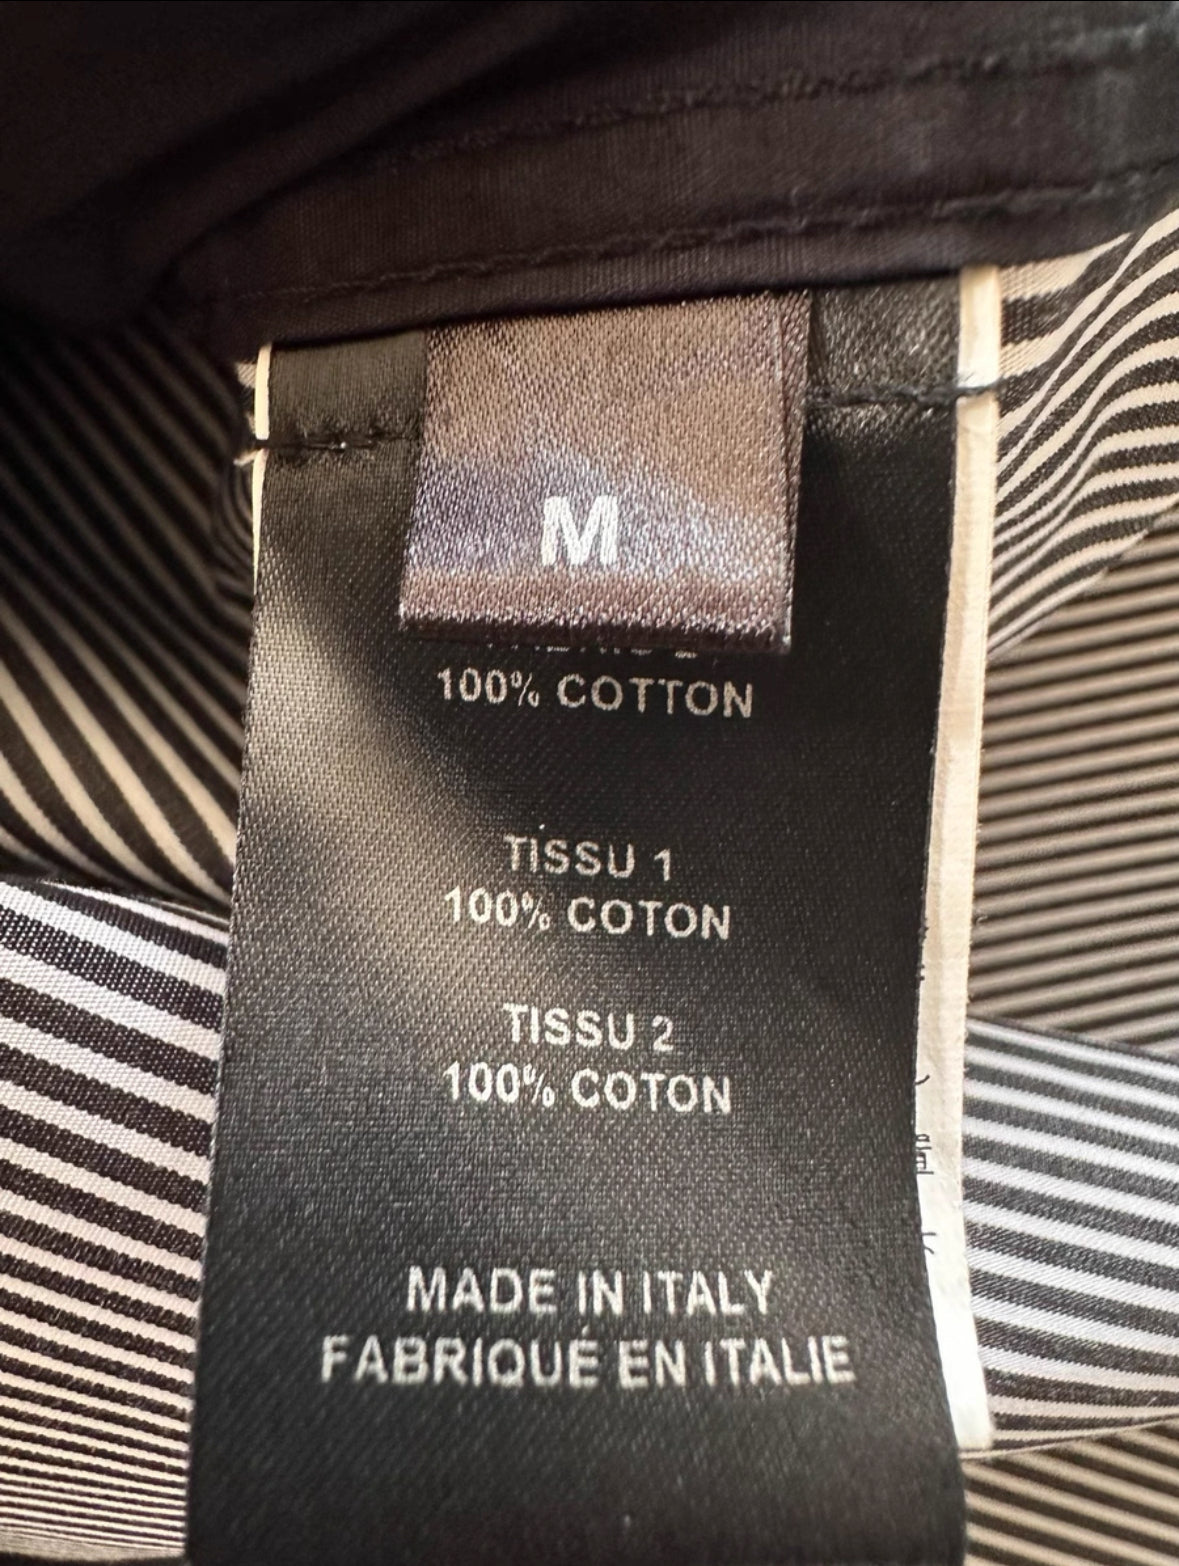 M
100% COTTON
TISSU 1
100% COTON
TISSU 2
100% COTON
MADE IN ITALY
FABRIQUÉ EN ITALIE